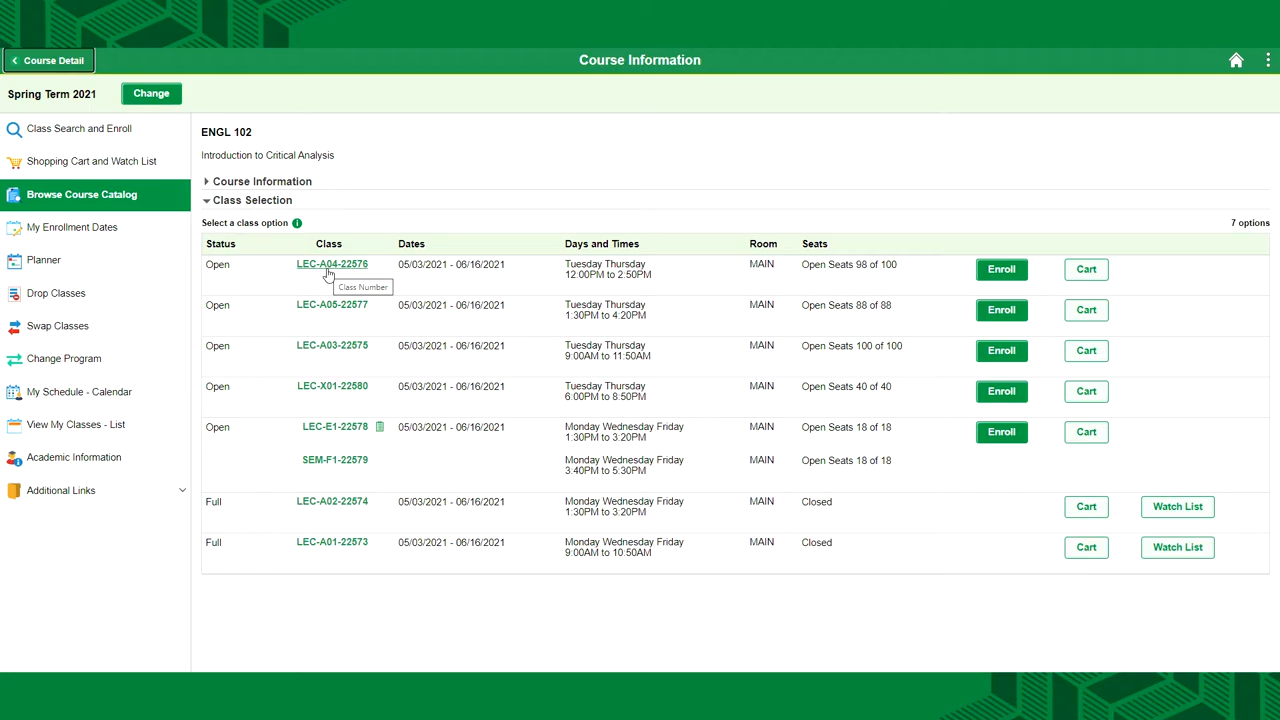 Course Detail
Course Information
Spring Term 2021 Change
Class Search and Enroll
Shopping Cart and Watch List
Browse Course Catalog
My Enrollment Dates
Planner
Drop Classes
Swap Classes
Change Program
My Schedule - Calendar
View My Classes - List
Academic Information
Additional Links
ENGL 102
Introduction to Critical Analysis
Course Information
Class Selection
Select a class option 7 options
Status Class Dates Days and Times Room Seats
Open LEC-A04-22576 05/03/2021 - 06/16/2021 Tuesday Thursday MAIN Open Seats 98 of 100 Enroll Cart
12:00PM to 2:50PM
Class Number
Open LEC-A05-22577 05/03/2021 - 06/16/2021 Tuesday Thursday MAIN Open Seats 88 of 88 Enroll Cart
1:30PM to 4:20PM
Open LEC-A03-22575 05/03/2021 - 06/16/2021 Tuesday Thursday MAIN Open Seats 100 of 100 Enroll Cart
9:00AM to 11:50AM
Open LEC-X01-22580 05/03/2021 - 06/16/2021 Tuesday Thursday MAIN Open Seats 40 of 40 Enroll Cart
6:00PM to 8:50PM
Open LEC-E1-22578 05/03/2021 - 06/16/2021 Monday Wednesday Friday MAIN Open Seats 18 of 18 Enroll Cart
1:30PM to 3:20PM
SEM-F1-22579 Monday Wednesday Friday MAIN Open Seats 18 of 18
3:40PM to 5:30PM
Full LEC-A02-22574 05/03/2021 - 06/16/2021 Monday Wednesday Friday MAIN Closed Cart Watch List
1:30PM to 3:20PM
Full LEC-A01-22573 05/03/2021 - 06/16/2021 Monday Wednesday Friday MAIN Closed Cart Watch List
9:00AM to 10:50AM